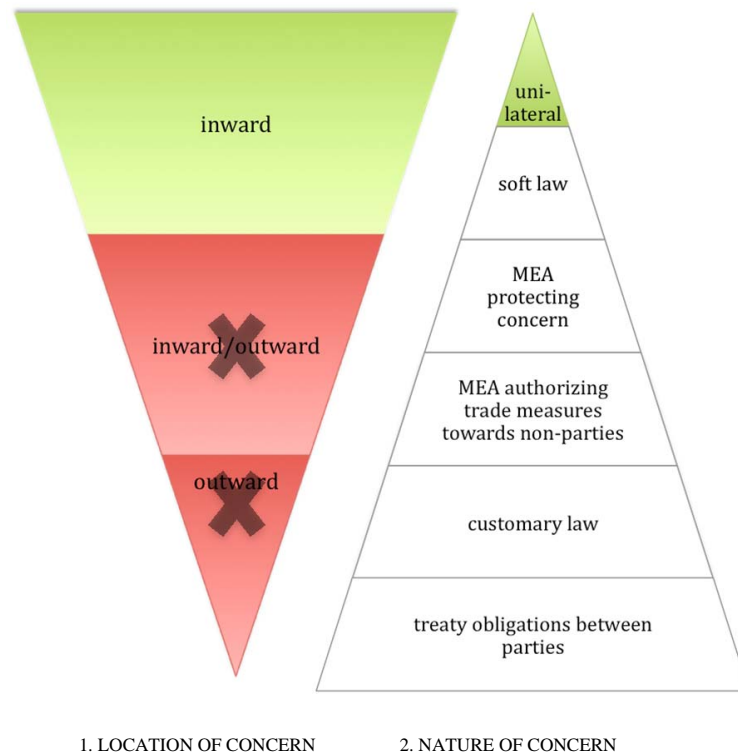 inward
inward/outward
outward
uni-
lateral
soft law
MEA
protecting
concern
MEA authorizing
trade measures
towards non-parties
customary law
treaty obligations between
parties
1. LOCATION OF CONCERN
2. NATURE OF CONCERN